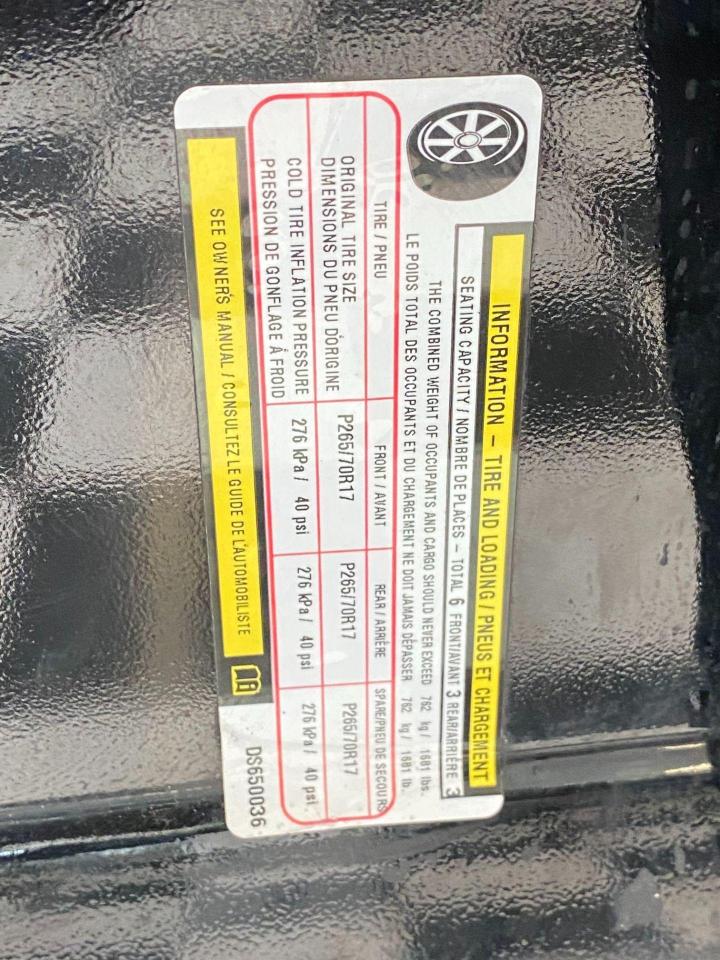 INFORMATION – TIRE AND LOADING / PNEUS ET CHARGEMENT
SEATING CAPACITY / NOMBRE DE PLACES – TOTAL 6 FRONT/AVANT 3 REAR/ARRIÈRE 3
THE COMBINED WEIGHT OF OCCUPANTS AND CARGO SHOULD NEVER EXCEED 762 kg / 1681 lbs.
LE POIDS TOTAL DES OCCUPANTS ET DU CHARGEMENT NE DOIT JAMAIS DÉPASSER 762 kg / 1681 lb.
TIRE / PNEU FRONT / AVANT REAR / ARRIÈRE SPARE/PNEU DE SECOURS
ORIGINAL TIRE SIZE
DIMENSIONS DU PNEU D'ORIGINE P265/70R17 P265/70R17 P265/70R17
COLD TIRE INFLATION PRESSURE 276 kPa / 40 psi 276 kPa / 40 psi 276 kPa / 40 psi
PRESSION DE GONFLAGE À FROID
SEE OWNER'S MANUAL / CONSULTEZ LE GUIDE DE L'AUTOMOBILISTE
DS650036